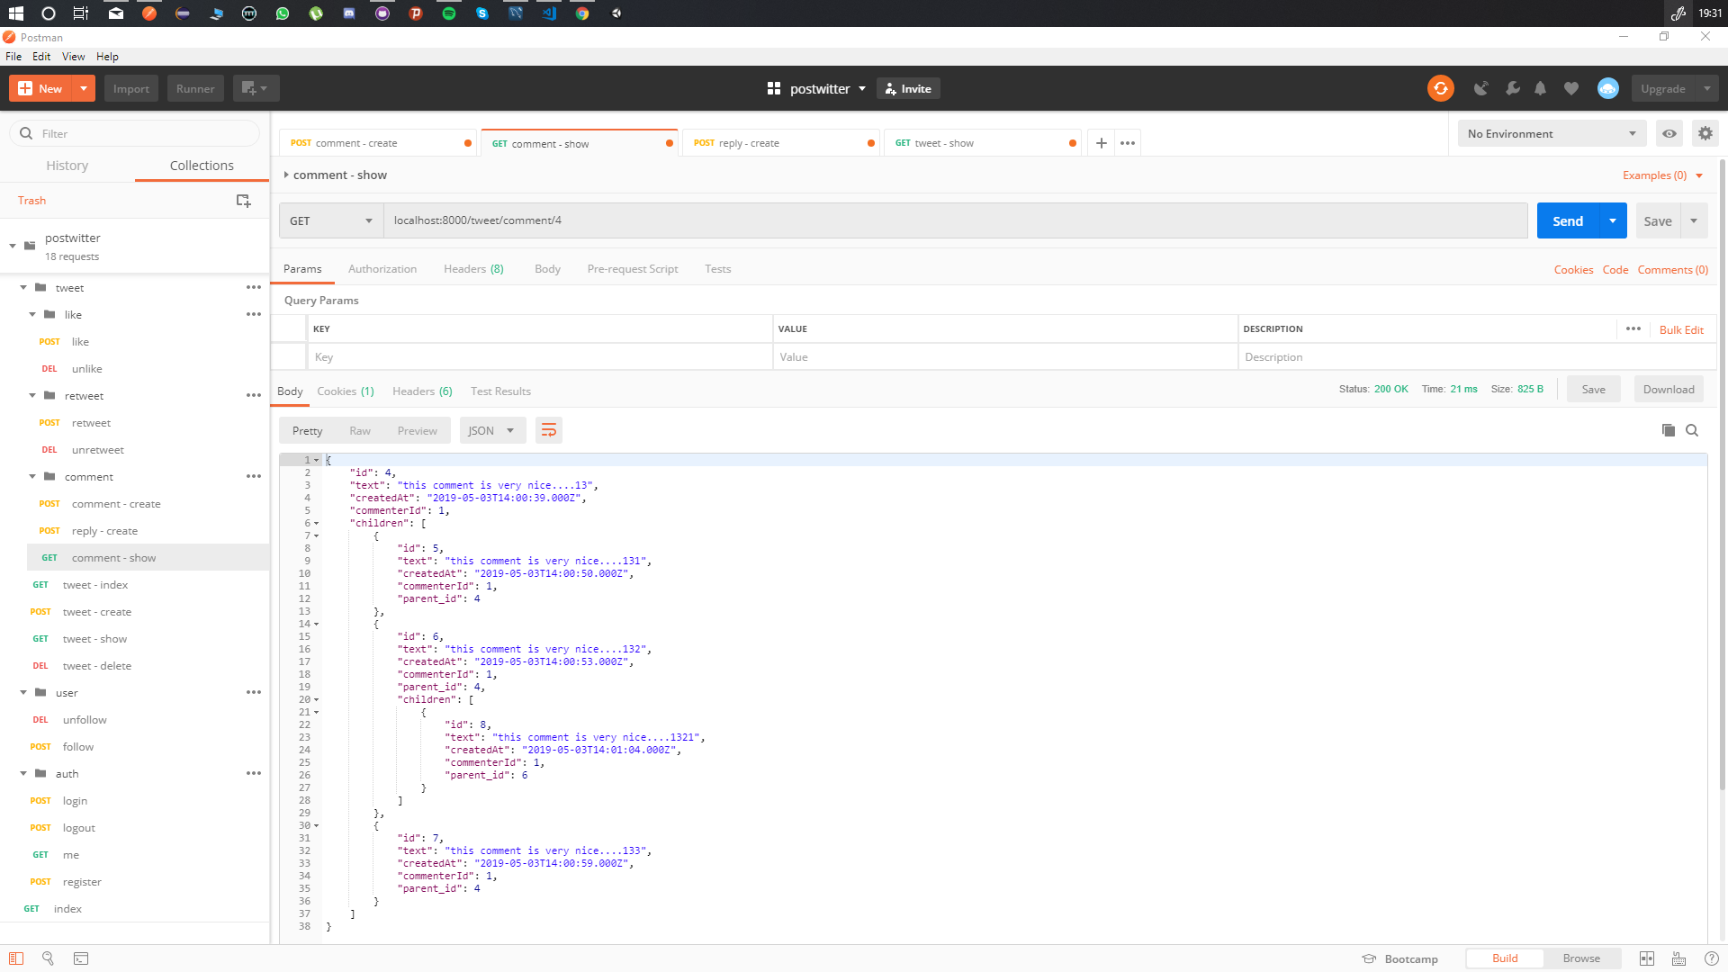 19:31
Postman
File Edit View Help
New Import Runner postwitter Invite Upgrade
Filter
History Collections
Trash
postwitter
18 requests
tweet
like
POST like
DEL unlike
retweet
POST retweet
DEL unretweet
comment
POST comment - create
POST reply - create
GET comment - show
GET tweet - index
POST tweet - create
GET tweet - show
DEL tweet - delete
user
DEL unfollow
POST follow
auth
POST login
POST logout
GET me
POST register
GET index
POST comment - create GET comment - show POST reply - create GET tweet - show No Environment
comment - show Examples (0)
GET localhost:8000/tweet/comment/4 Send Save
Params Authorization Headers (8) Body Pre-request Script Tests Cookies Code Comments (0)
Query Params
KEY VALUE DESCRIPTION Bulk Edit
Key Value Description
Body Cookies (1) Headers (6) Test Results Status: 200 OK Time: 21 ms Size: 825 B Save Download
Pretty Raw Preview JSON
1 {
2 "id": 4,
3 "text": "this comment is very nice....13",
4 "createdAt": "2019-05-03T14:00:39.000Z",
5 "commenterId": 1,
6 "children": [
7 {
8 "id": 5,
9 "text": "this comment is very nice....131",
10 "createdAt": "2019-05-03T14:00:50.000Z",
11 "commenterId": 1,
12 "parent_id": 4
13 },
14 {
15 "id": 6,
16 "text": "this comment is very nice....132",
17 "createdAt": "2019-05-03T14:00:53.000Z",
18 "commenterId": 1,
19 "parent_id": 4,
20 "children": [
21 {
22 "id": 8,
23 "text": "this comment is very nice....1321",
24 "createdAt": "2019-05-03T14:01:04.000Z",
25 "commenterId": 1,
26 "parent_id": 6
27 }
28 ]
29 },
30 {
31 "id": 7,
32 "text": "this comment is very nice....133",
33 "createdAt": "2019-05-03T14:00:59.000Z",
34 "commenterId": 1,
35 "parent_id": 4
36 }
37 ]
38 }
Bootcamp Build Browse